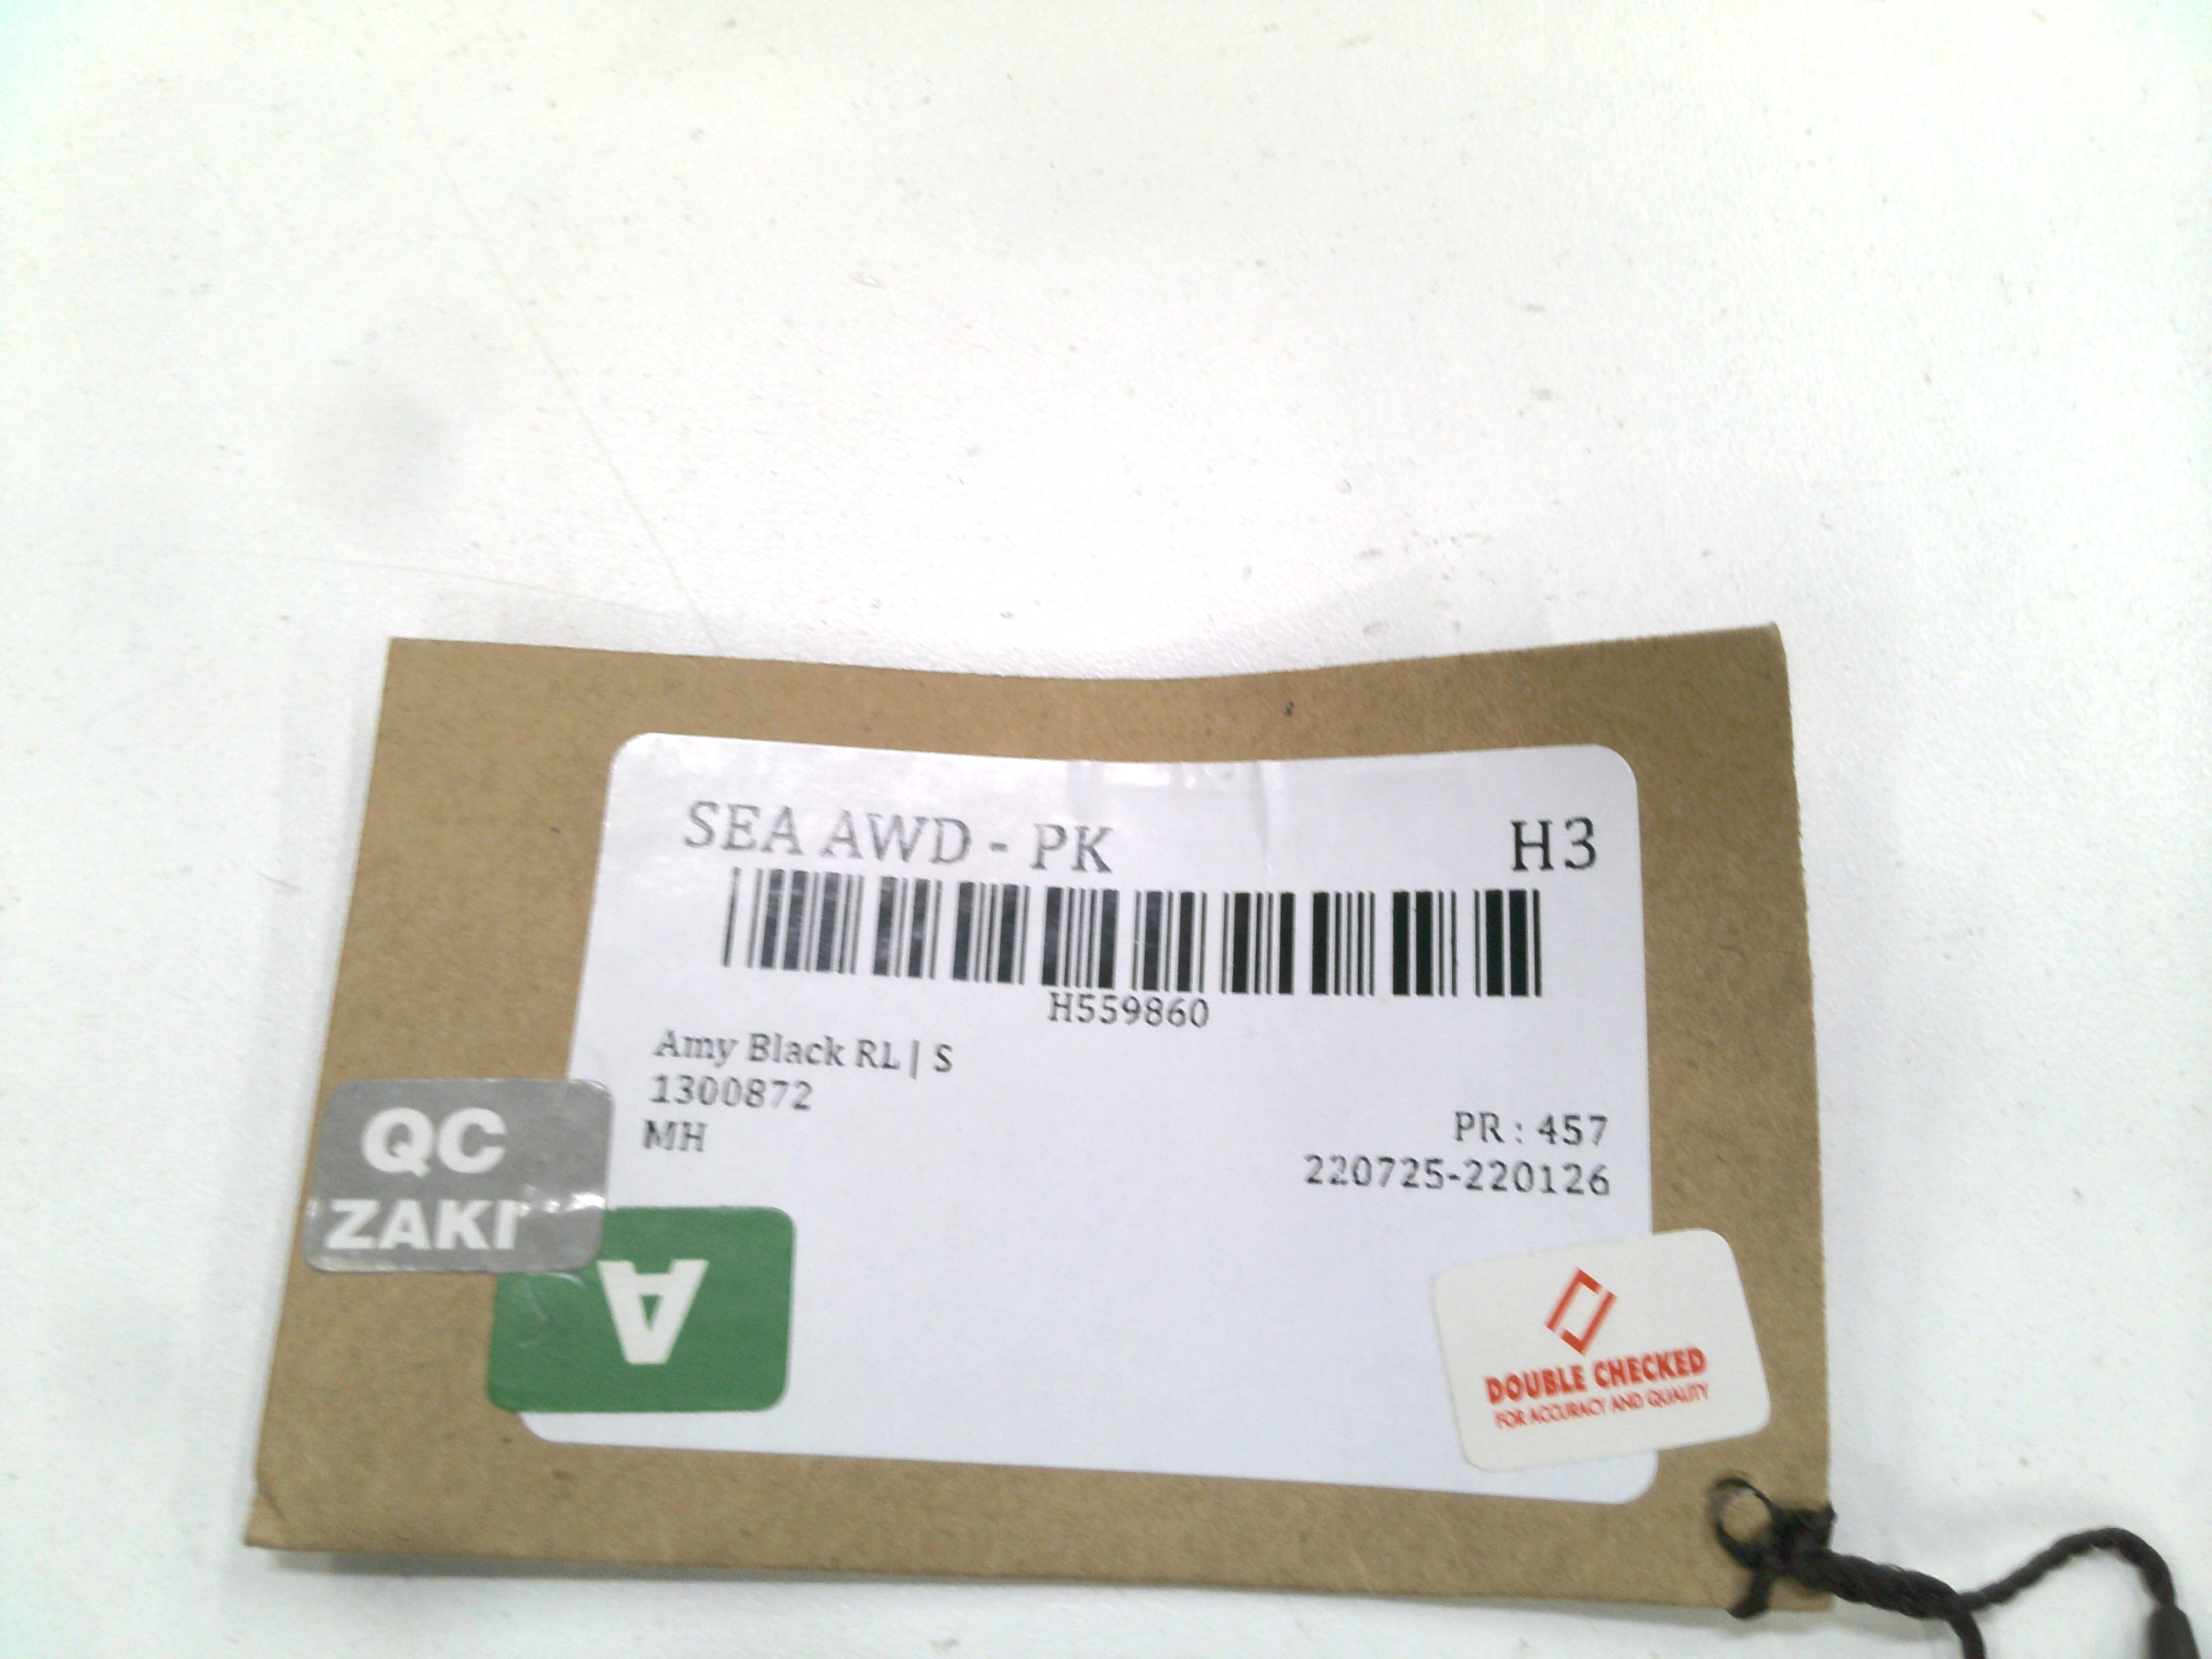 SEA AWD - PK H3
H559860
Amy Black RL | S
1300872
MH
PR : 457
220725-220126
QC
ZAKI
A
DOUBLE CHECKED
FOR ACCURACY AND QUALITY